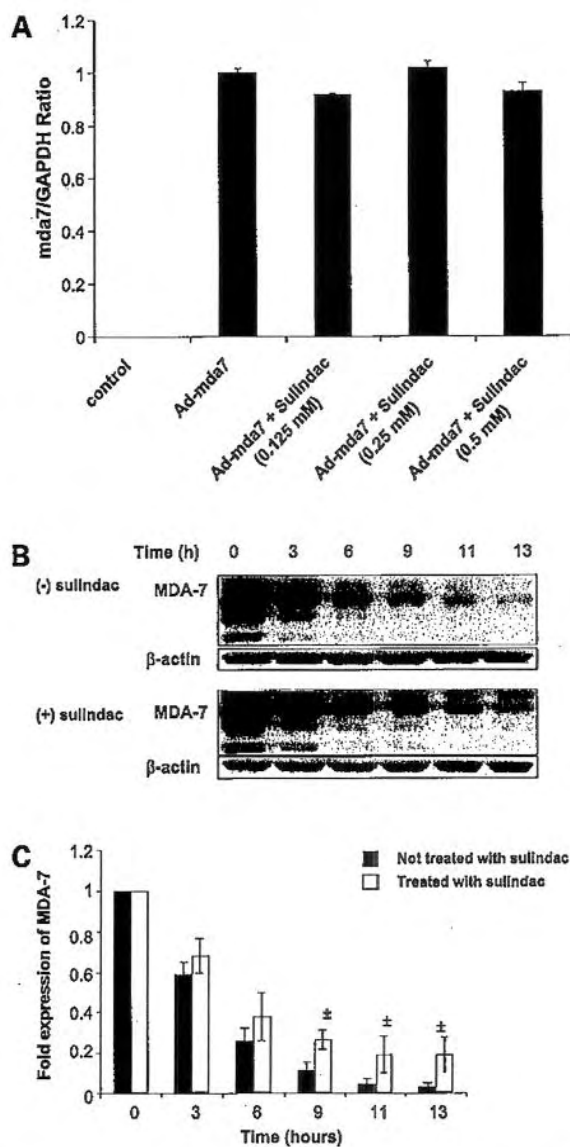 A
mda7/GAPDH Ratio
1.2
1
0.8
0.6
0.4
0.2
0
control
Ad-mda7
Ad-mda7 + Sulindac
(0.125 mM)
Ad-mda7 + Sulindac
(0.25 mM)
Ad-mda7 + Sulindac
(0.5 mM)
B
Time (h) 0 3 6 9 11 13
(-) sulindac MDA-7
β-actin
(+) sulindac MDA-7
β-actin
C
Not treated with sulindac
Treated with sulindac
Fold expression of MDA-7
1.2
1
0.8
0.6
0.4
0.2
0
± ± ±
0 3 6 9 11 13
Time (hours)